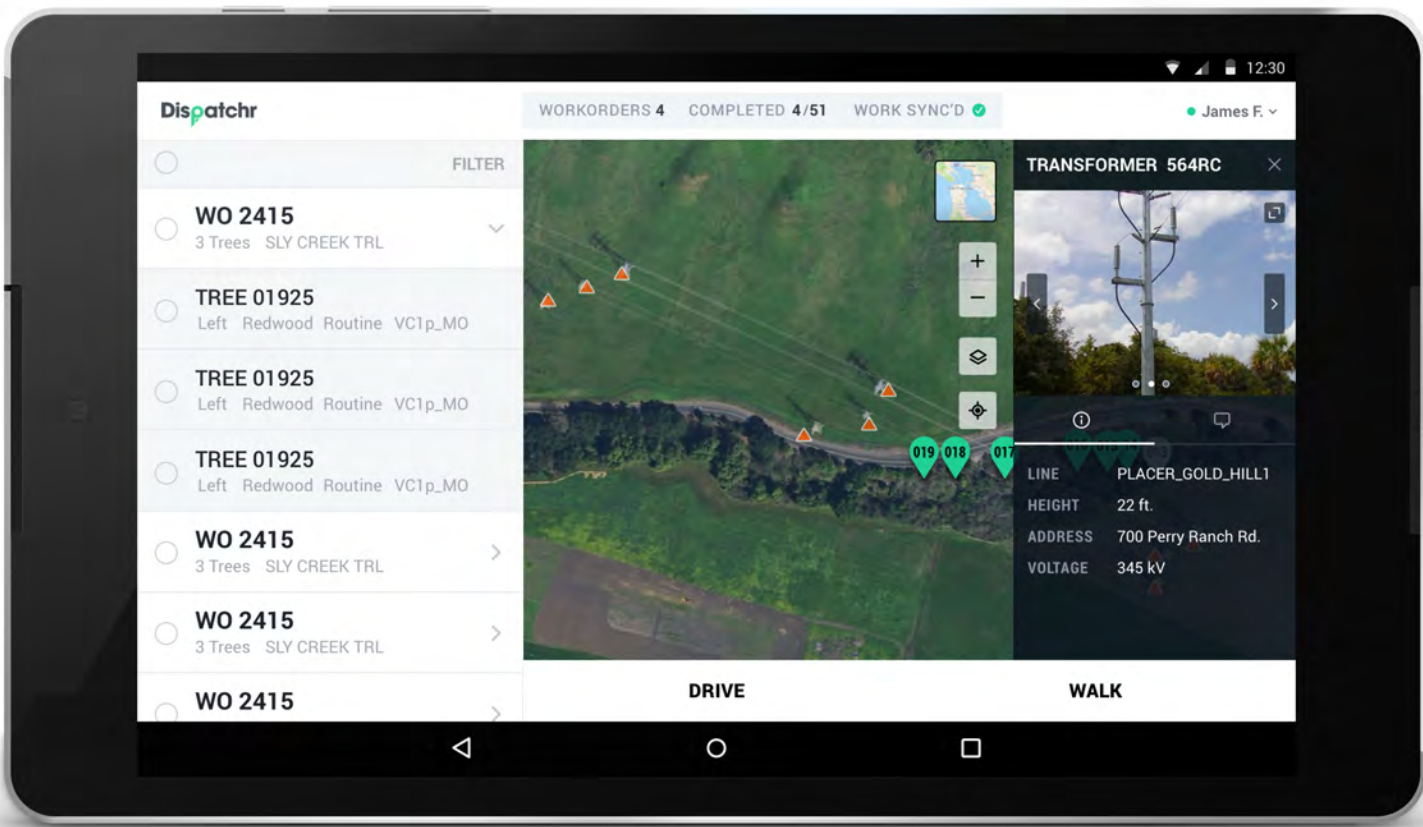 12:30
Dispatchr
WORKORDERS 4 COMPLETED 4/51 WORK SYNC'D
James F.
FILTER
WO 2415
3 Trees SLY CREEK TRL
TREE 01925
Left Redwood Routine VC1p_MO
TREE 01925
Left Redwood Routine VC1p_MO
TREE 01925
Left Redwood Routine VC1p_MO
WO 2415
3 Trees SLY CREEK TRL
WO 2415
3 Trees SLY CREEK TRL
WO 2415
019 018 017
TRANSFORMER 564RC
LINE PLACER_GOLD_HILL1
HEIGHT 22 ft.
ADDRESS 700 Perry Ranch Rd.
VOLTAGE 345 kV
DRIVE WALK